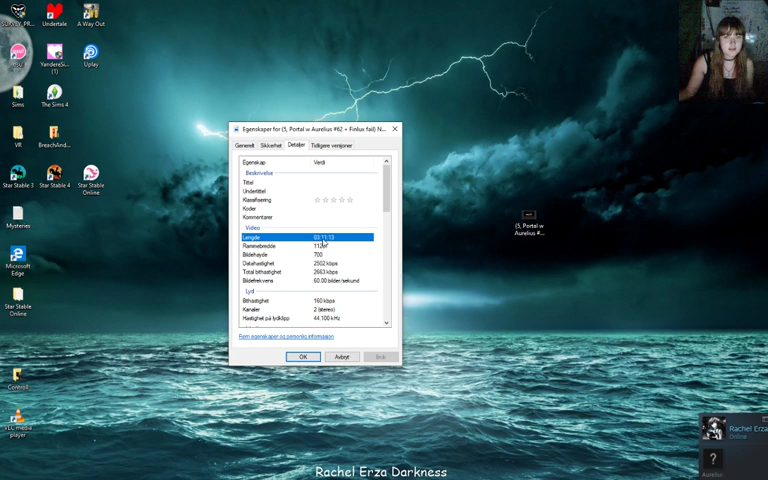 SURVEY_PR...
Undertale
A Way Out
osu!
YandereSi...
(1)
Uplay
Sims
The Sims 4
VR
BreachAnd...
Star Stable 3
Star Stable 4
Star Stable
Online
Mysteries
Microsoft
Edge
Star Stable
Online
Controll
VLC media
player
Egenskaper for (5, Portal w Aurelius #62 + Finlux fail) N...
Generelt
Sikkerhet
Detaljer
Tidligere versjoner
Egenskap
Verdi
Beskrivelse
Tittel
Undertittel
Klassifisering
Koder
Kommentarer
Video
Lengde
03:11:13
Rammebredde
Bildehøyde
700
Datahastighet
2502 kbps
Total bithastighet
2663 kbps
Bildefrekvens
60.00 bilder/sekund
Lyd
Bithastighet
160 kbps
Kanaler
2 (stereo)
Hastighet på lydklipp
44.100 kHz
Fjern egenskaper og personlig informasjon
OK
Avbryt
Bruk
(5, Portal w
Aurelius #...
Rachel Erza
Online
?
Aurelius
Rachel Erza Darkness